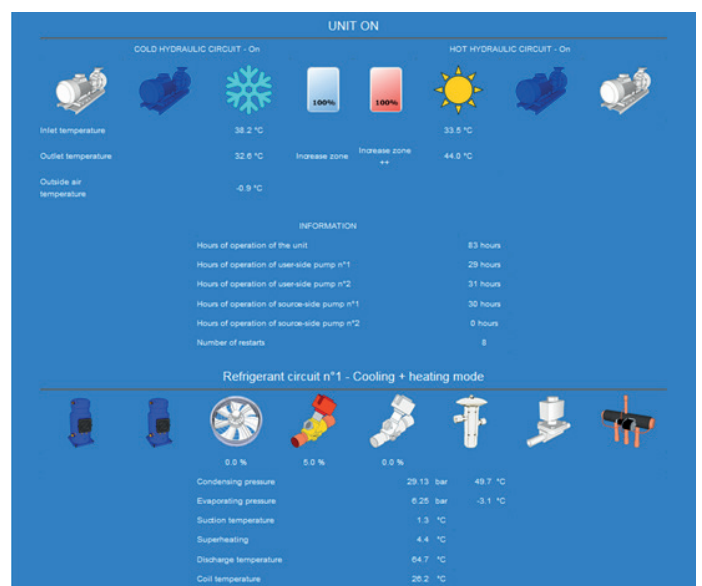 UNIT ON
COLD HYDRAULIC CIRCUIT - On
HOT HYDRAULIC CIRCUIT - On
100%
100%
Inlet temperature 38.2 °C 33.5 °C
Outlet temperature 32.6 °C Increase zone Increase zone ++ 44.0 °C
Outside air temperature -0.9 °C
INFORMATION
Hours of operation of the unit 83 hours
Hours of operation of user-side pump n°1 29 hours
Hours of operation of user-side pump n°2 31 hours
Hours of operation of source-side pump n°1 30 hours
Hours of operation of source-side pump n°2 0 hours
Number of restarts 8
Refrigerant circuit n°1 - Cooling + heating mode
0.0 % 5.0 % 0.0 %
Condensing pressure 29.13 bar 49.7 °C
Evaporating pressure 6.25 bar -3.1 °C
Suction temperature 1.3 °C
Superheating 4.4 °C
Discharge temperature 64.7 °C
Coil temperature 26.2 °C